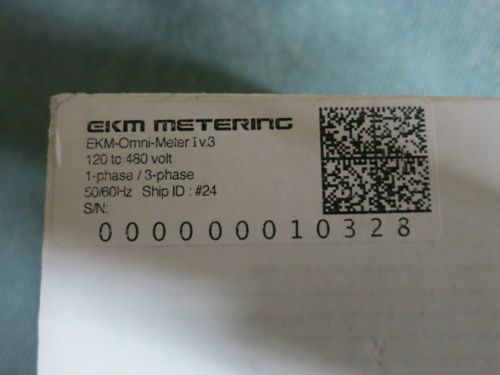 EKM METERING
EKM-Omni-Meter I v.3
120 to 480 volt
1-phase / 3-phase
50/60Hz Ship ID : #24
S/N:
000000010328